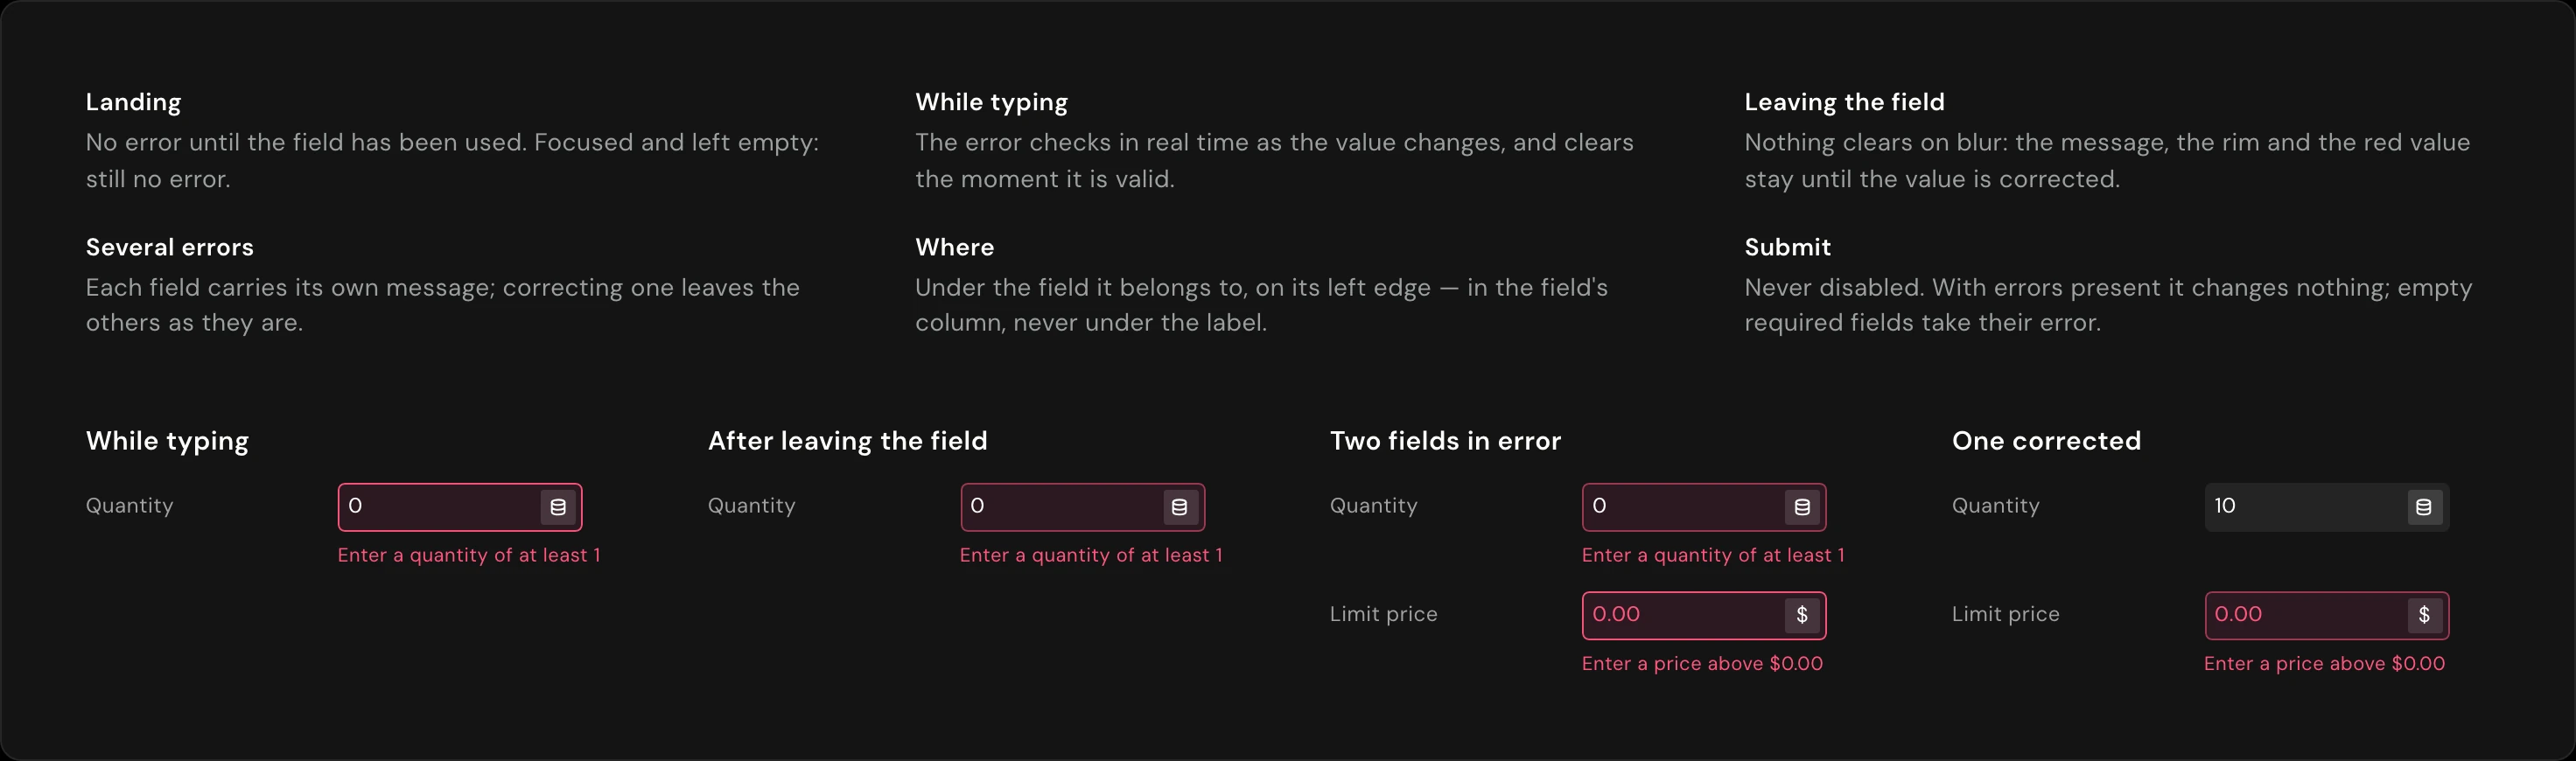 Landing
No error until the field has been used. Focused and left empty:
still no error.
While typing
The error checks in real time as the value changes, and clears
the moment it is valid.
Leaving the field
Nothing clears on blur: the message, the rim and the red value
stay until the value is corrected.
Several errors
Each field carries its own message; correcting one leaves the
others as they are.
Where
Under the field it belongs to, on its left edge — in the field's
column, never under the label.
Submit
Never disabled. With errors present it changes nothing; empty
required fields take their error.
While typing
Quantity
0
Enter a quantity of at least 1
After leaving the field
Quantity
0
Enter a quantity of at least 1
Two fields in error
Quantity
0
Enter a quantity of at least 1
Limit price
0.00 $
Enter a price above $0.00
One corrected
Quantity
10
Limit price
0.00 $
Enter a price above $0.00